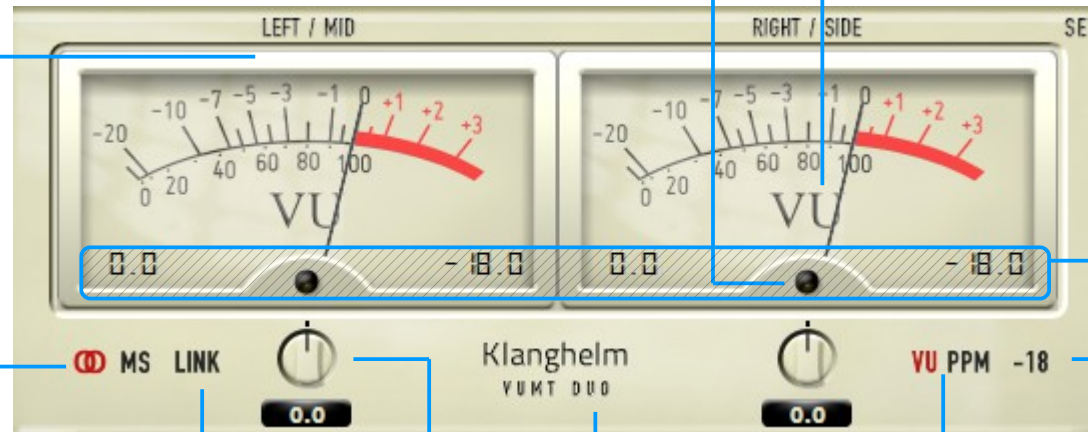 LEFT / MID
RIGHT / SIDE
SE
-20 -10 -7 -5 -3 -1 0 +1 +2 +3
0 20 40 60 80 100
VU
0.0 -18.0
-20 -10 -7 -5 -3 -1 0 +1 +2 +3
0 20 40 60 80 100
VU
0.0 -18.0
MS LINK
0.0
Klanghelm
VUMT DUO
0.0
VU PPM -18